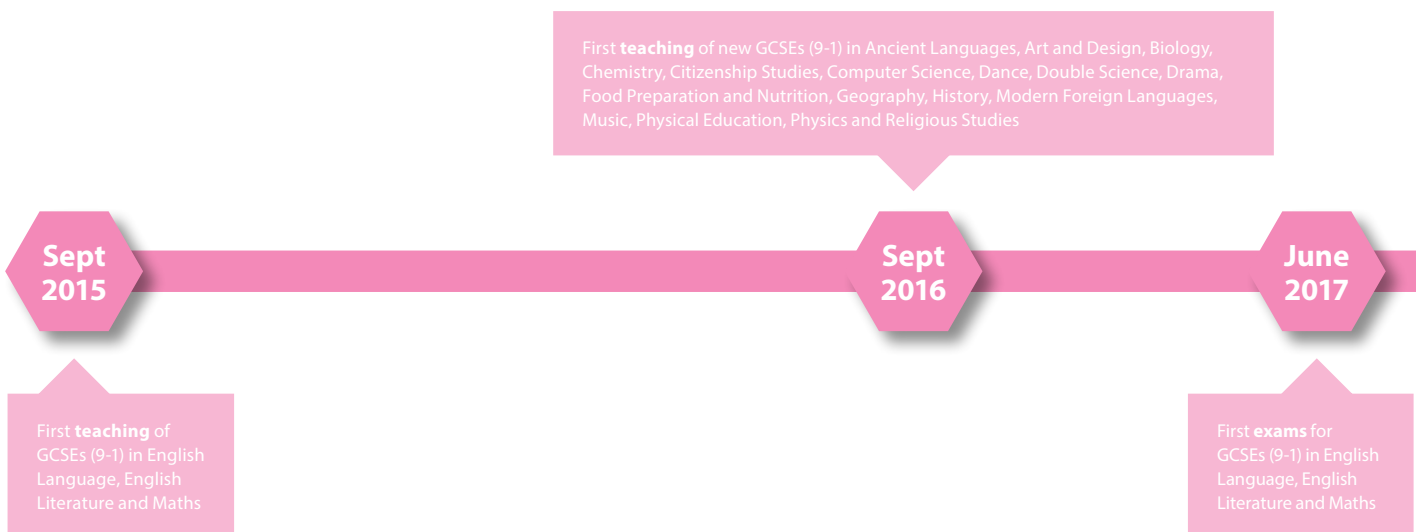 First teaching of new GCSEs (9-1) in Ancient Languages, Art and Design, Biology,
Chemistry, Citizenship Studies, Computer Science, Dance, Double Science, Drama,
Food Preparation and Nutrition, Geography, History, Modern Foreign Languages,
Music, Physical Education, Physics and Religious Studies
Sept
2015
Sept
2016
June
2017
First teaching of
GCSEs (9-1) in English
Language, English
Literature and Maths
First exams for
GCSEs (9-1) in English
Language, English
Literature and Maths